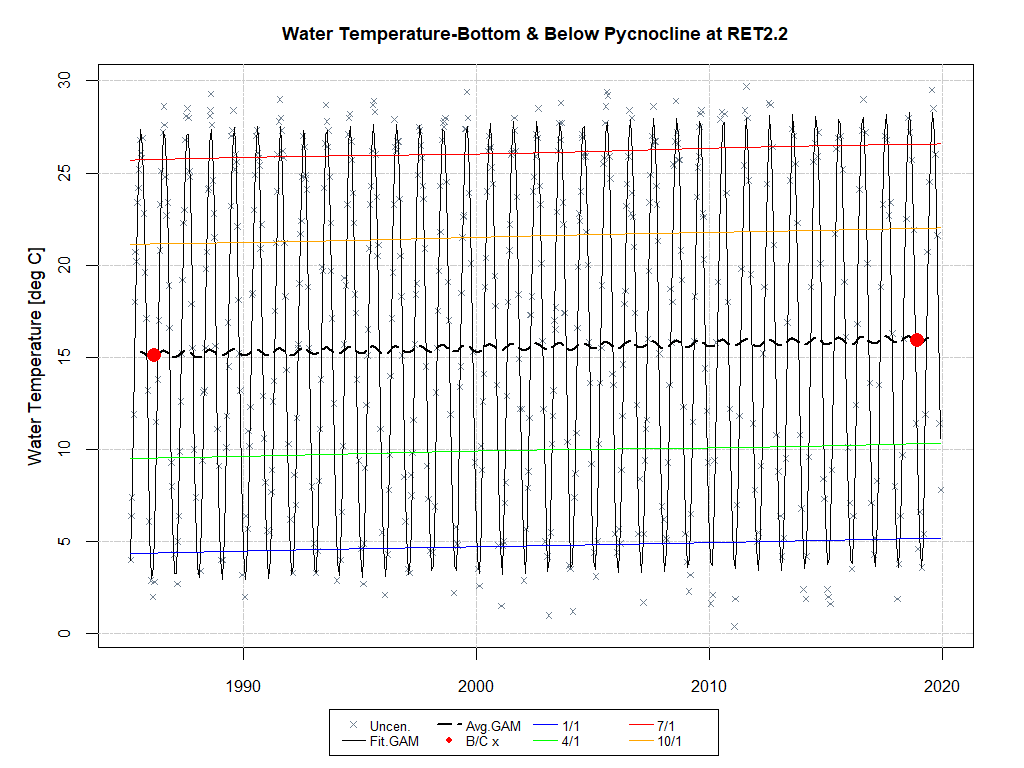 Water Temperature-Bottom & Below Pycnocline at RET2.2
Water Temperature [deg C]
30
25
20
15
10
5
0
1990 2000 2010 2020
Uncen. Avg.GAM 1/1 7/1
Fit.GAM B/C x 4/1 10/1